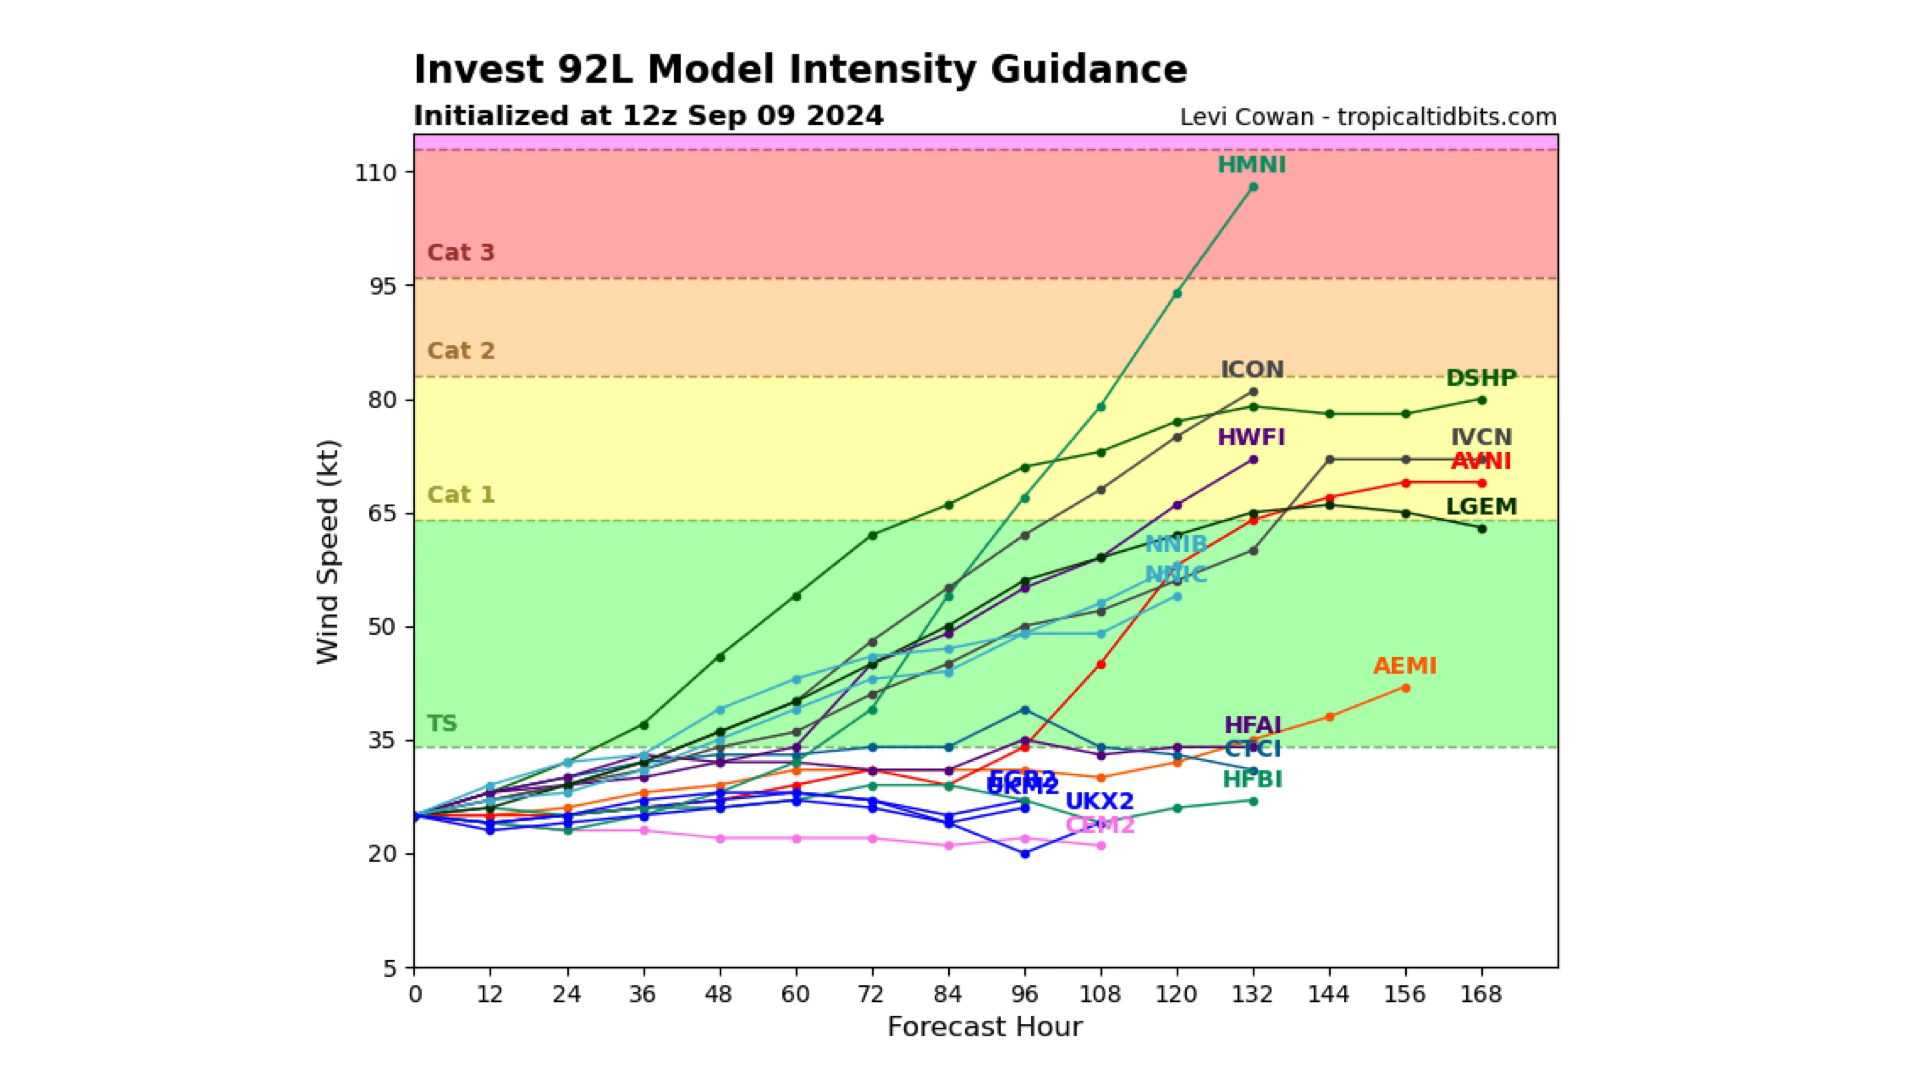 Invest 92L Model Intensity Guidance
Initialized at 12z Sep 09 2024
Levi Cowan - tropicaltidbits.com
110
95
80
65
50
35
20
5
Wind Speed (kt)
Cat 3
Cat 2
Cat 1
TS
HMNI
ICON
DSHP
HWFI
IVCN
AVNI
LGEM
NNIB
NNIC
AEMI
HFAI
CTCI
HFBI
EGR2
UKM2
UKX2
CEM2
0 12 24 36 48 60 72 84 96 108 120 132 144 156 168
Forecast Hour